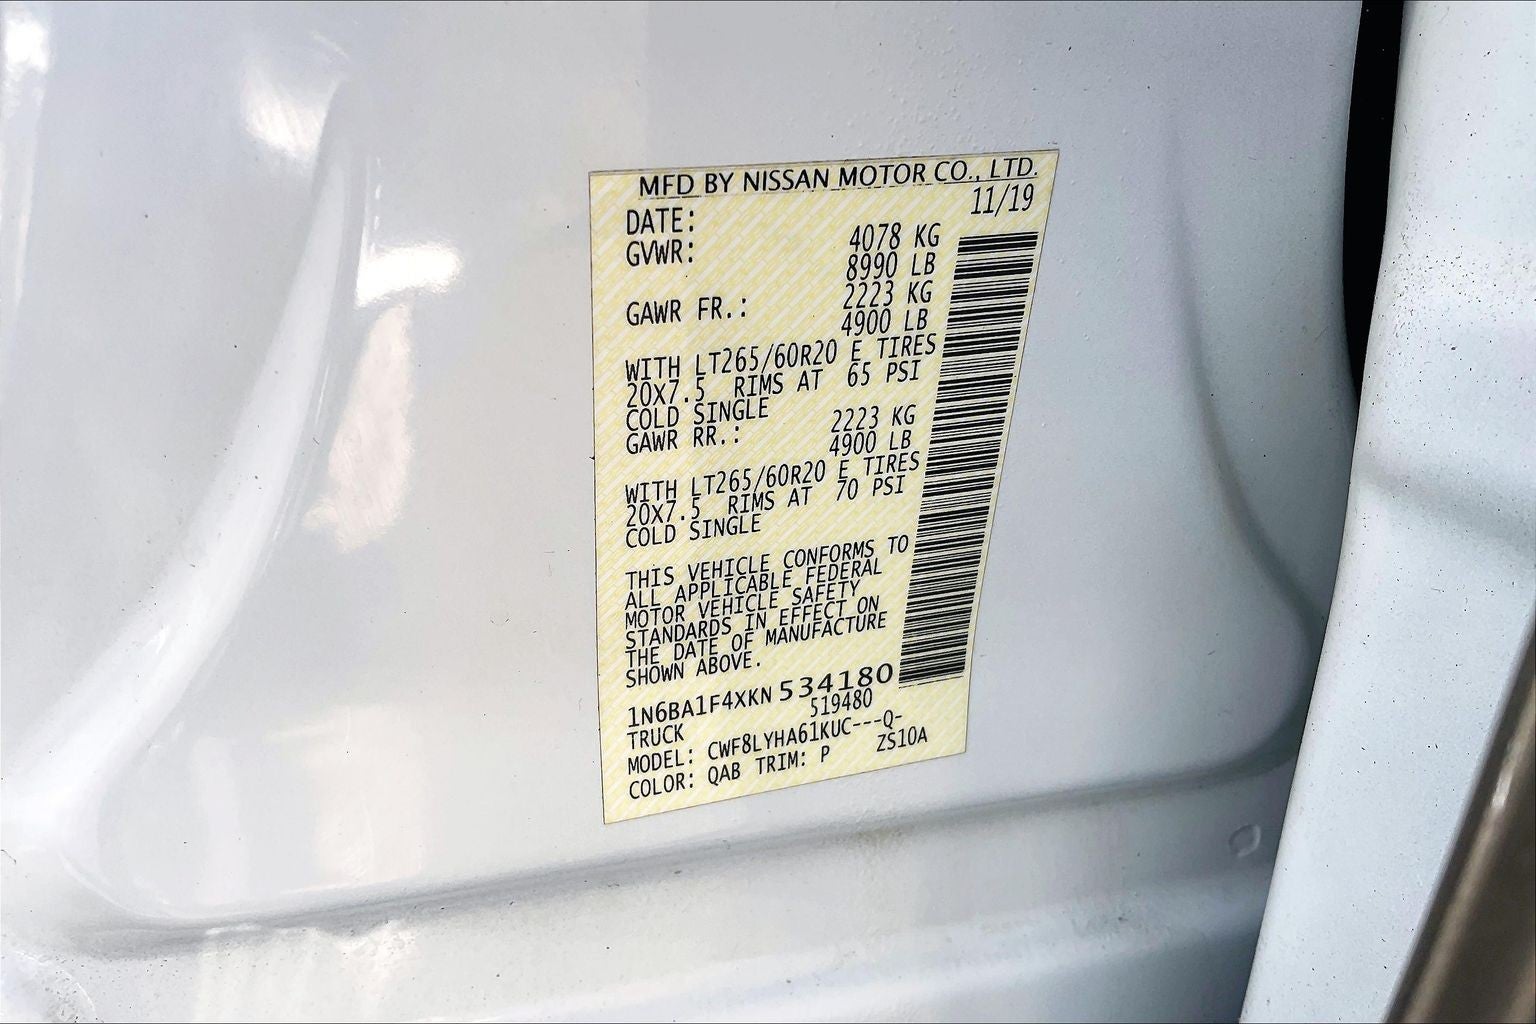 MFD BY NISSAN MOTOR CO., LTD.
DATE: 11/19
GVWR: 4078 KG
8990 LB
GAWR FR.: 2223 KG
4900 LB
WITH LT265/60R20 E TIRES
20X7.5 RIMS AT 65 PSI
COLD SINGLE
GAWR RR.: 2223 KG
4900 LB
WITH LT265/60R20 E TIRES
20X7.5 RIMS AT 70 PSI
COLD SINGLE
THIS VEHICLE CONFORMS TO
ALL APPLICABLE FEDERAL
MOTOR VEHICLE SAFETY
STANDARDS IN EFFECT ON
THE DATE OF MANUFACTURE
SHOWN ABOVE.
1N6BA1F4XKN 534180
TRUCK 519480
MODEL: CWF8LYHA61KUC---Q-
COLOR: QAB TRIM: P ZS10A